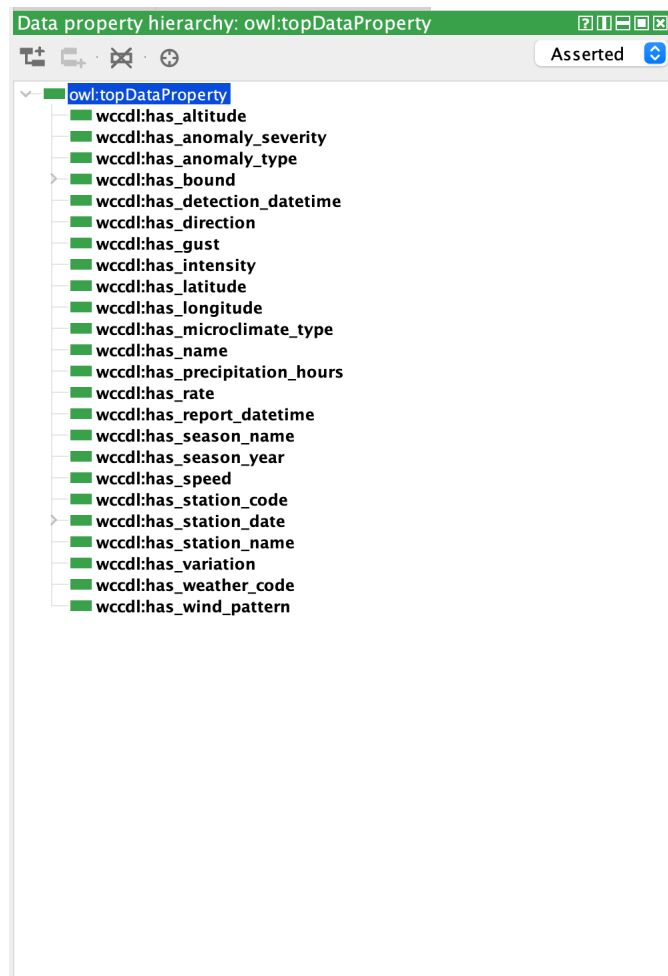 Data property hierarchy: owl:topDataProperty
Asserted
owl:topDataProperty
wccdl:has_altitude
wccdl:has_anomaly_severity
wccdl:has_anomaly_type
wccdl:has_bound
wccdl:has_detection_datetime
wccdl:has_direction
wccdl:has_gust
wccdl:has_intensity
wccdl:has_latitude
wccdl:has_longitude
wccdl:has_microclimate_type
wccdl:has_name
wccdl:has_precipitation_hours
wccdl:has_rate
wccdl:has_report_datetime
wccdl:has_season_name
wccdl:has_season_year
wccdl:has_speed
wccdl:has_station_code
wccdl:has_station_date
wccdl:has_station_name
wccdl:has_variation
wccdl:has_weather_code
wccdl:has_wind_pattern